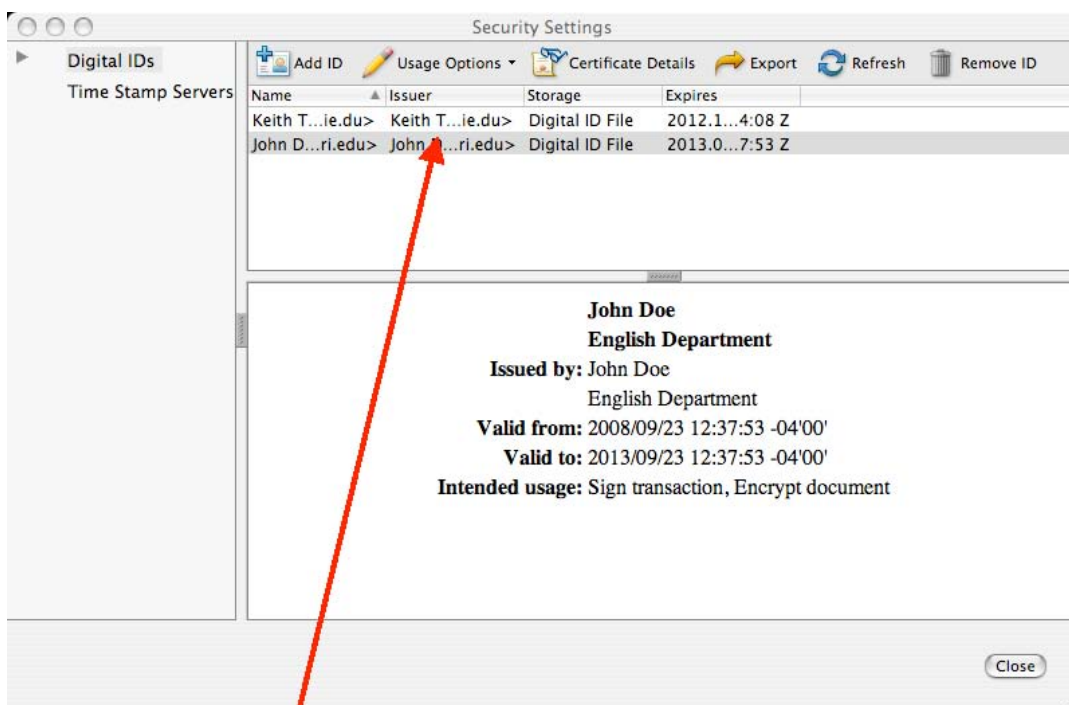 Security Settings
Digital IDs
Time Stamp Servers
Add ID Usage Options Certificate Details Export Refresh Remove ID
Name Issuer Storage Expires
Keith T...ie.du> Keith T...ie.du> Digital ID File 2012.1...4:08 Z
John D...ri.edu> John D...ri.edu> Digital ID File 2013.0...7:53 Z
John Doe
English Department
Issued by: John Doe
English Department
Valid from: 2008/09/23 12:37:53 -04'00'
Valid to: 2013/09/23 12:37:53 -04'00'
Intended usage: Sign transaction, Encrypt document
Close